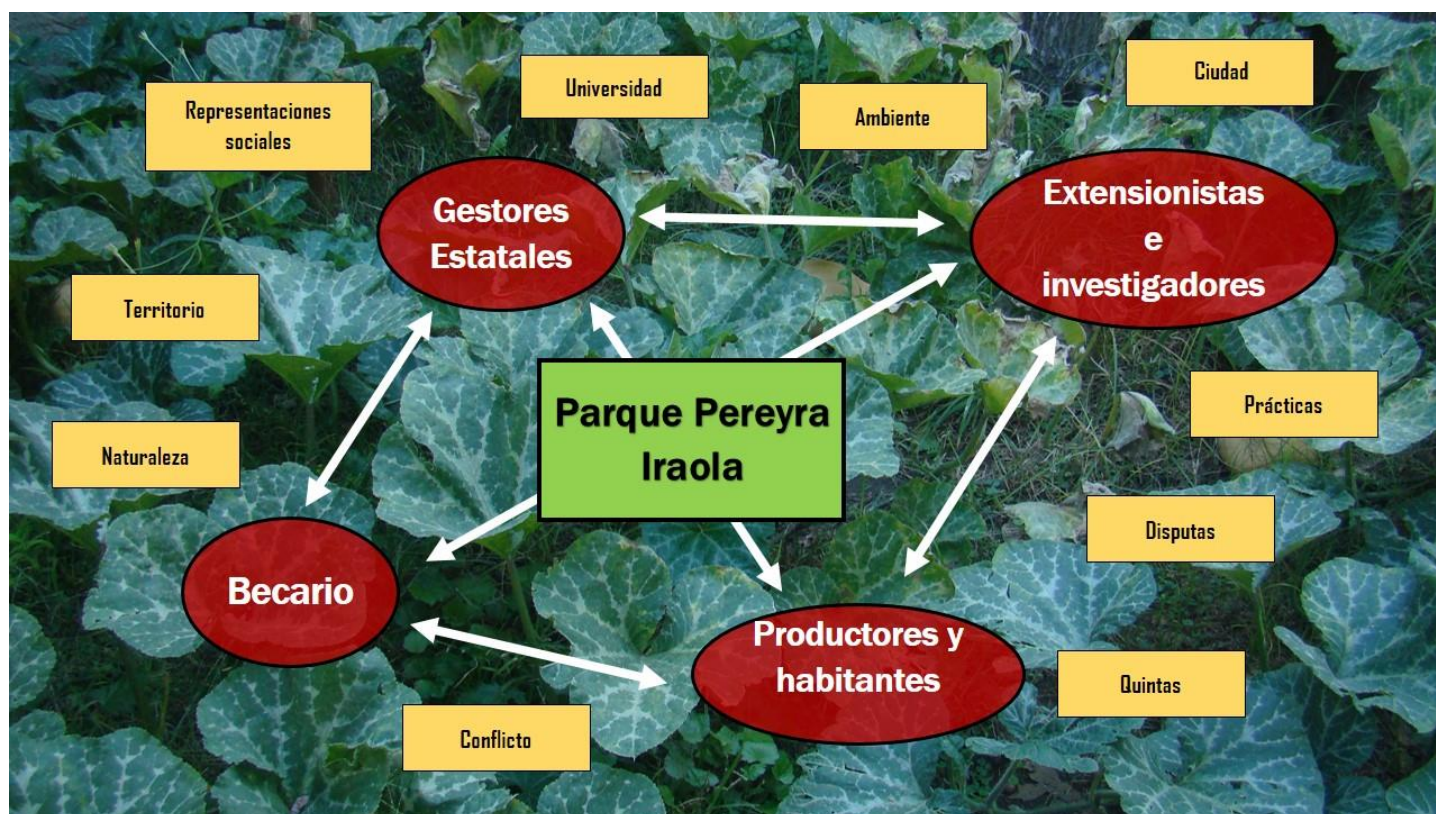 Universidad
Ciudad
Representaciones
sociales
Ambiente
Gestores
Estatales
Extensionistas
e
investigadores
Territorio
Parque Pereyra
Iraola
Prácticas
Naturaleza
Disputas
Becario
Productores y
habitantes
Quintas
Conflicto